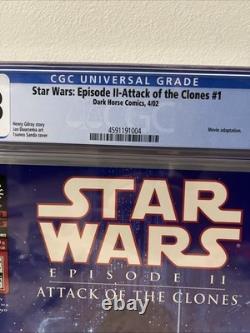 CGC UNIVERSAL GRADE
Star Wars: Episode II-Attack of the Clones #1
Dark Horse Comics, 4/02
Henry Gilroy story
Jan Duursema art
Tsuneo Sanda cover
Movie adaptation.
4591191004
CGC
STAR
WARS
EPISODE II
ATTACK OF THE CLONES